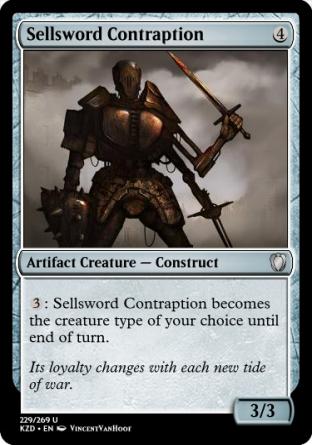 Sellsword Contraption 4
Artifact Creature — Construct
3 : Sellsword Contraption becomes
the creature type of your choice until
end of turn.
Its loyalty changes with each new tide
of war.
3/3
229/269 U
KZD • EN VincentVanHoof